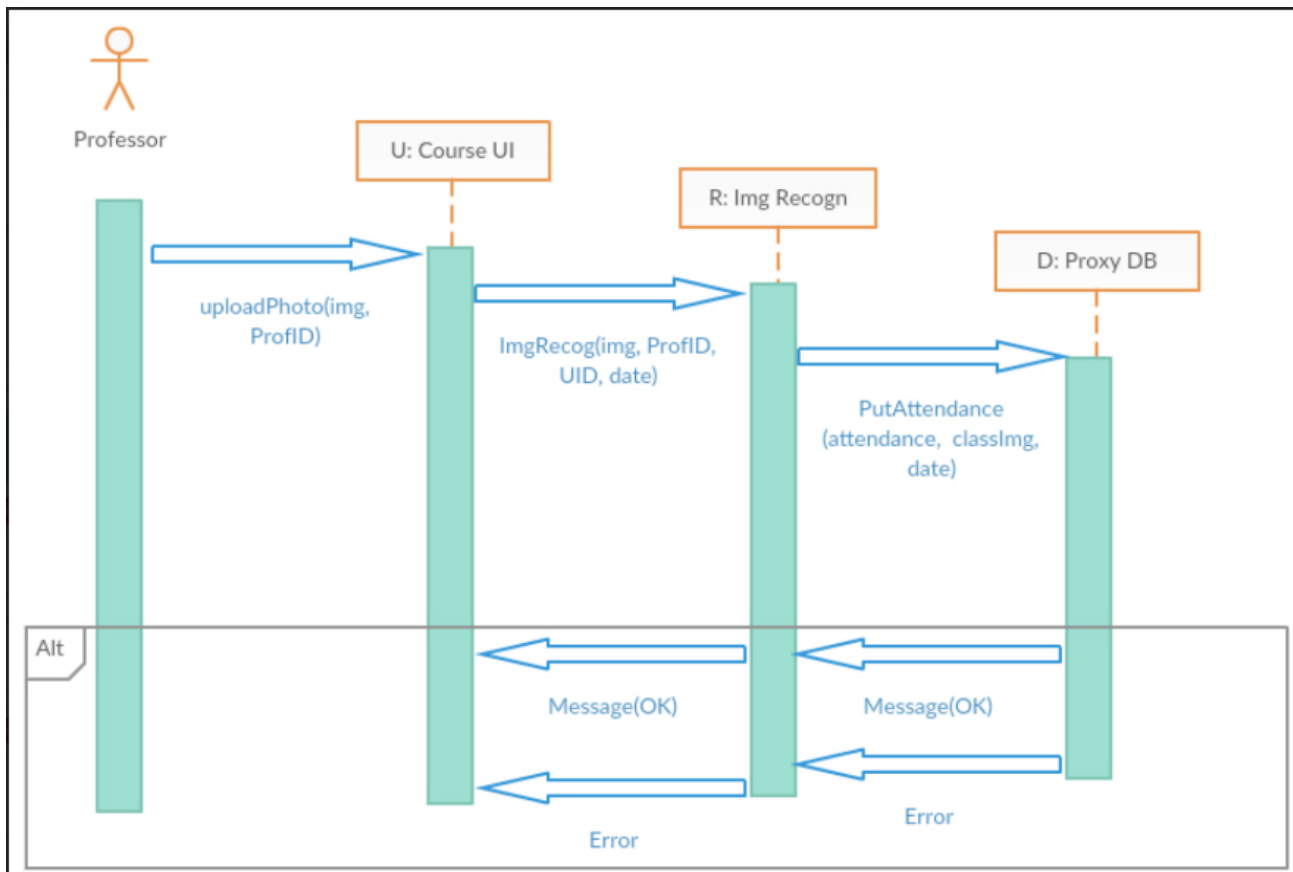 Professor
U: Course UI
R: Img Recogn
D: Proxy DB
uploadPhoto(img,
ProfID)
ImgRecog(img, ProfID,
UID, date)
PutAttendance
(attendance, classImg,
date)
Alt
Message(OK)
Message(OK)
Error
Error